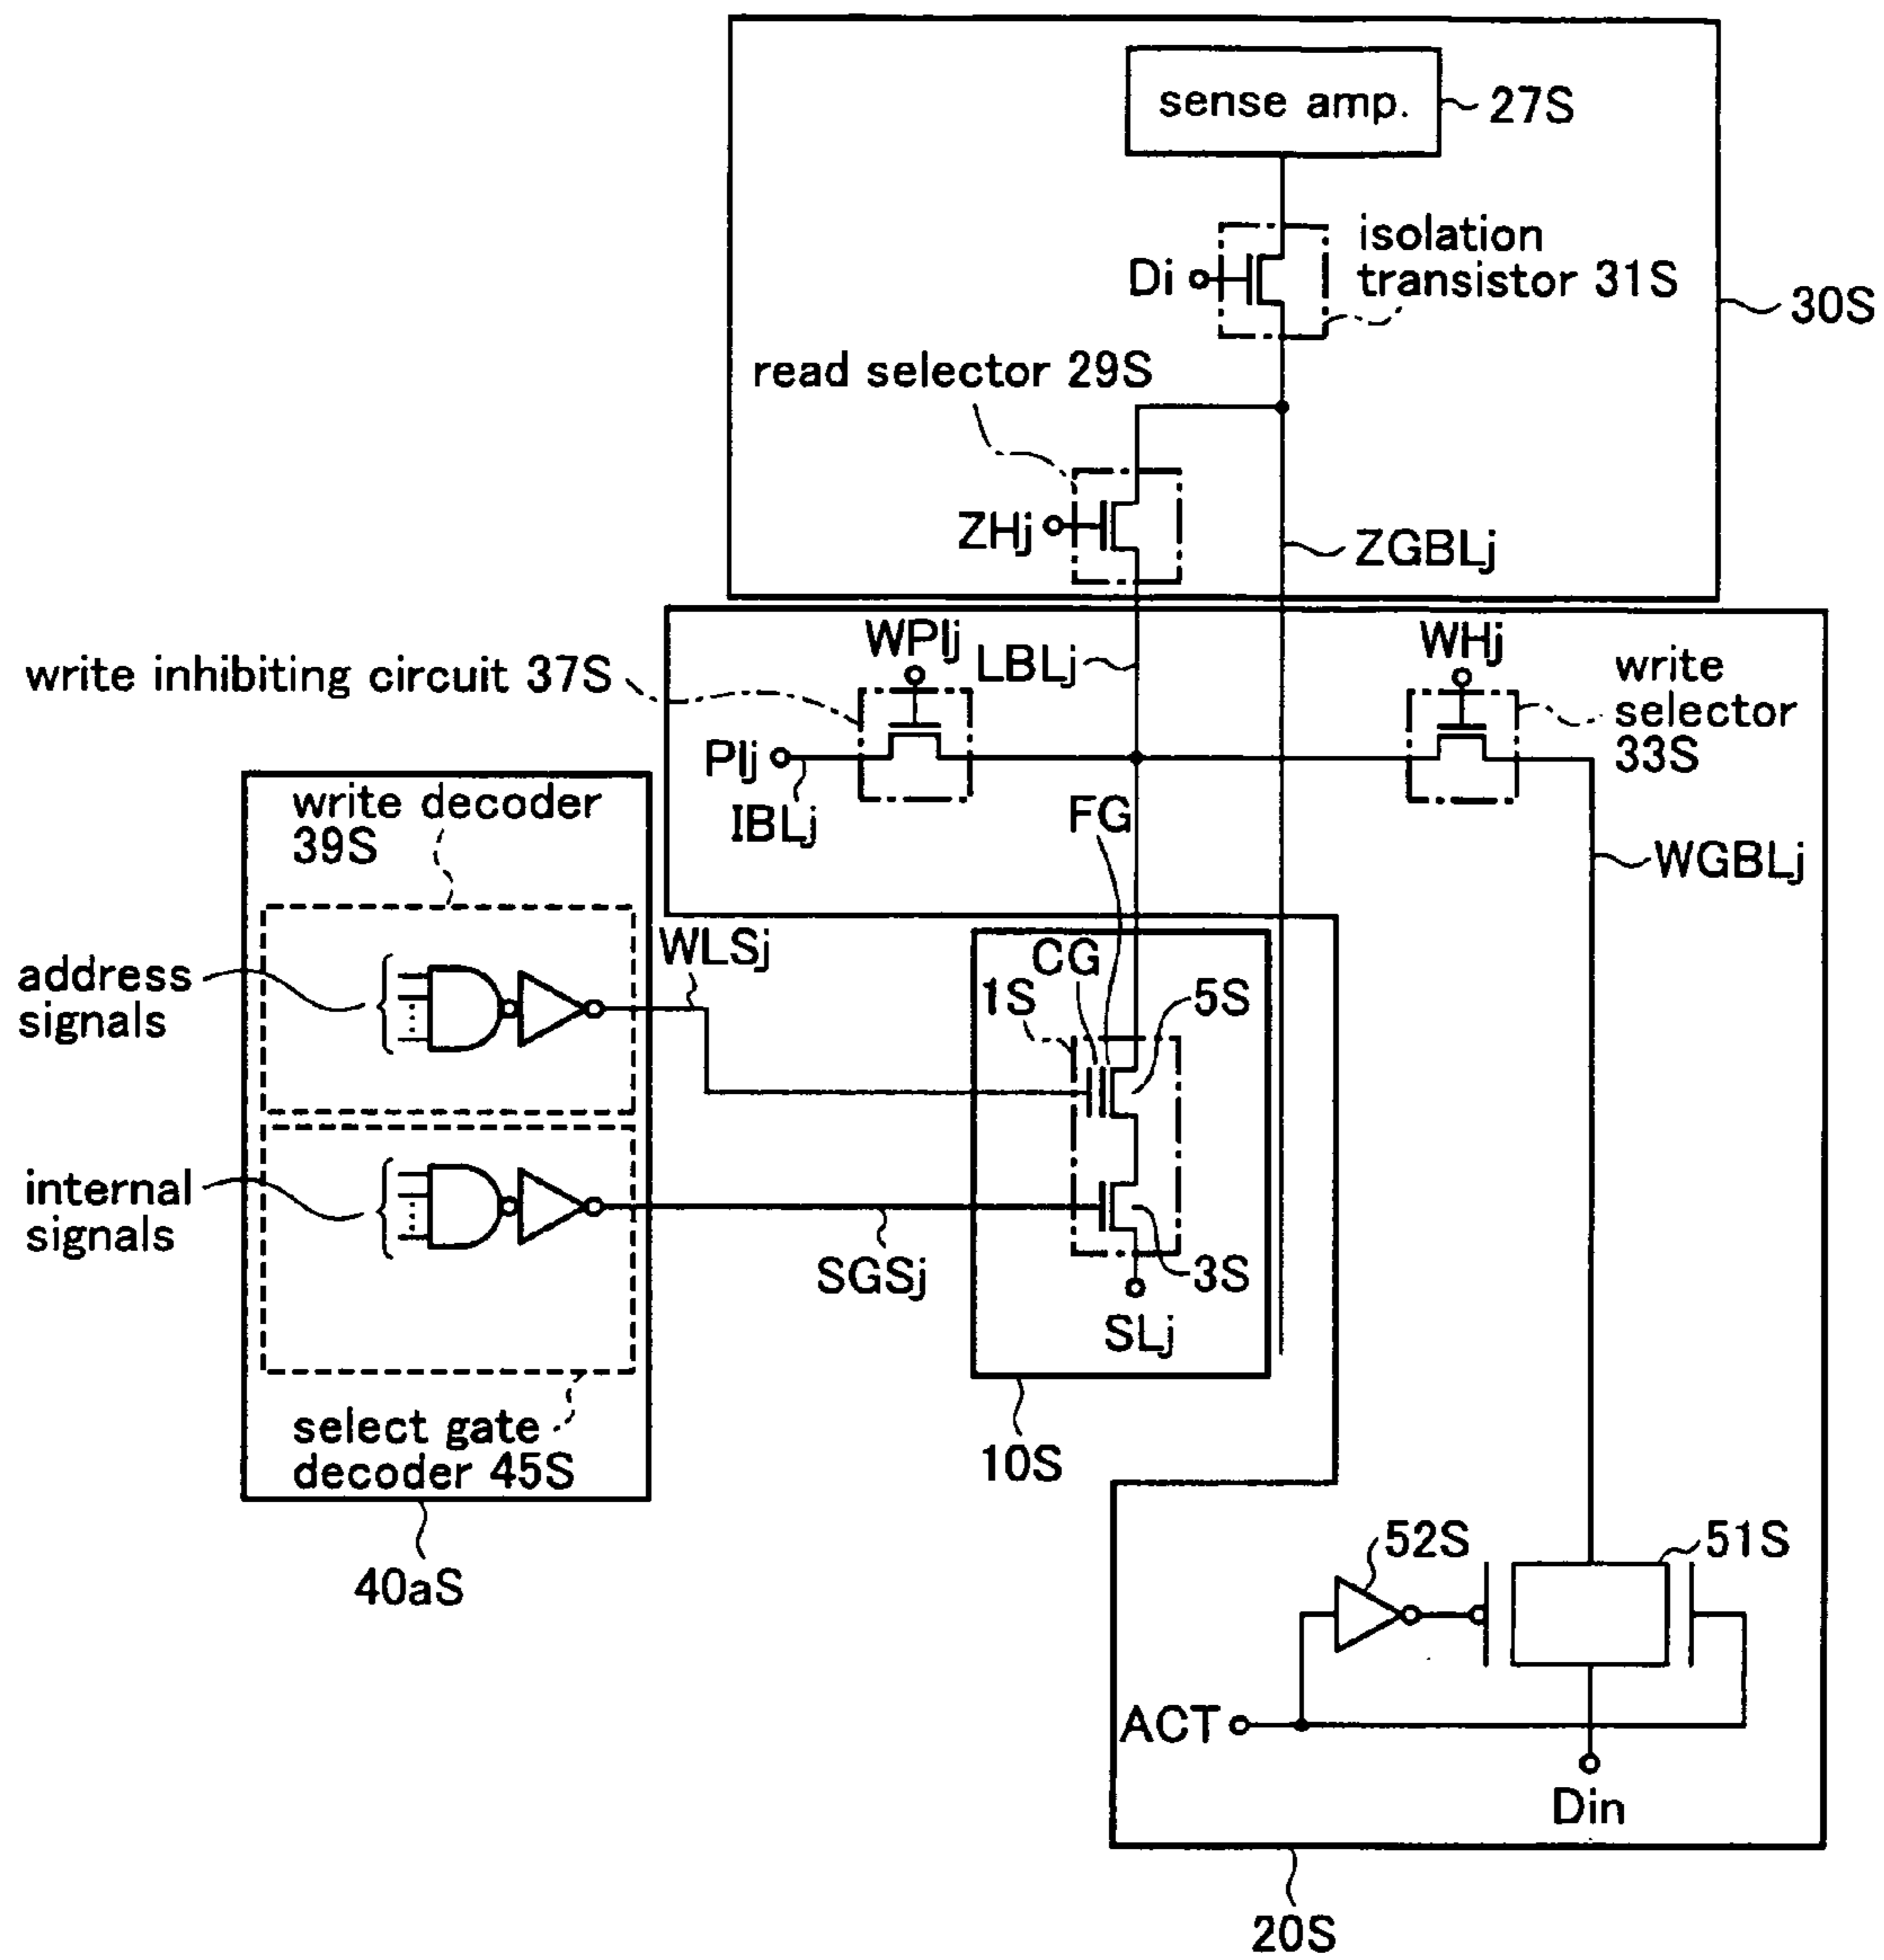 sense amp.
27S
isolation
transistor 31S
Di
30S
read selector 29S
ZHj
ZGBLj
WPIj
LBLj
WHj
write inhibiting circuit 37S
write
selector
33S
PIj
IBLj
FG
WGBLj
write decoder
39S
WLSj
CG
1S
5S
address
signals
internal
signals
SGSj
3S
SLj
select gate
decoder 45S
10S
40aS
52S
51S
ACT
Din
20S